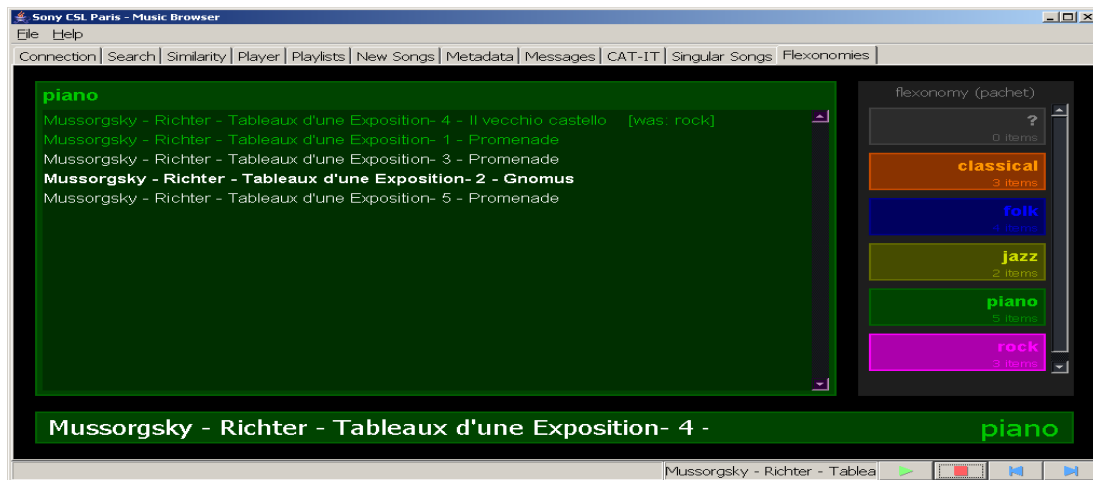 Sony CSL Paris - Music Browser
File Help
Connection Search Similarity Player Playlists New Songs Metadata Messages CAT-IT Singular Songs Flexonomies
piano
Mussorgsky - Richter - Tableaux d'une Exposition- 4 - Il vecchio castello [was: rock]
Mussorgsky - Richter - Tableaux d'une Exposition- 1 - Promenade
Mussorgsky - Richter - Tableaux d'une Exposition- 3 - Promenade
Mussorgsky - Richter - Tableaux d'une Exposition- 2 - Gnomus
Mussorgsky - Richter - Tableaux d'une Exposition- 5 - Promenade
flexonomy (pachet)
?
0 items
classical
3 items
folk
4 items
jazz
2 items
piano
5 items
rock
3 items
Mussorgsky - Richter - Tableaux d'une Exposition- 4 -
piano
Mussorgsky - Richter - Tablea